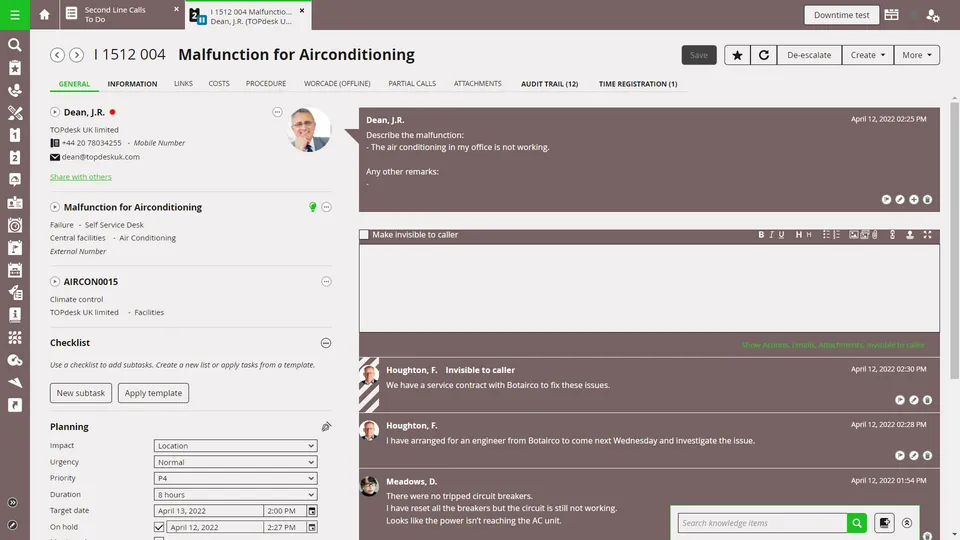 Second Line Calls
To Do
I 1512 004 Malfunctio...
Dean, J.R. (TOPdesk U...
Downtime test
I 1512 004 Malfunction for Airconditioning
Save
De-escalate
Create
More
GENERAL
INFORMATION
LINKS
COSTS
PROCEDURE
WORCADE (OFFLINE)
PARTIAL CALLS
ATTACHMENTS
AUDIT TRAIL (12)
TIME REGISTRATION (1)
Dean, J.R.
TOPdesk UK limited
+44 20 78034255 - Mobile Number
dean@topdeskuk.com
Share with others
Malfunction for Airconditioning
Failure - Self Service Desk
Central facilities - Air Conditioning
External Number
AIRCON0015
Climate control
TOPdesk UK limited - Facilities
Checklist
Use a checklist to add subtasks. Create a new list or apply tasks from a template.
New subtask
Apply template
Planning
Impact Location
Urgency Normal
Priority P4
Duration 8 hours
Target date April 13, 2022 2:00 PM
On hold April 12, 2022 2:27 PM
Dean, J.R. April 12, 2022 02:25 PM
Describe the malfunction:
- The air conditioning in my office is not working.
Any other remarks:
-
Make invisible to caller
B I U H H
Show Actions, Emails, Attachments, Invisible to caller
Houghton, F. Invisible to caller April 12, 2022 02:30 PM
We have a service contract with Botairco to fix these issues.
Houghton, F. April 12, 2022 02:28 PM
I have arranged for an engineer from Botairco to come next Wednesday and investigate the issue.
Meadows, D. April 12, 2022 01:54 PM
There were no tripped circuit breakers.
I have reset all the breakers but the circuit is still not working.
Looks like the power isn't reaching the AC unit.
Search knowledge items